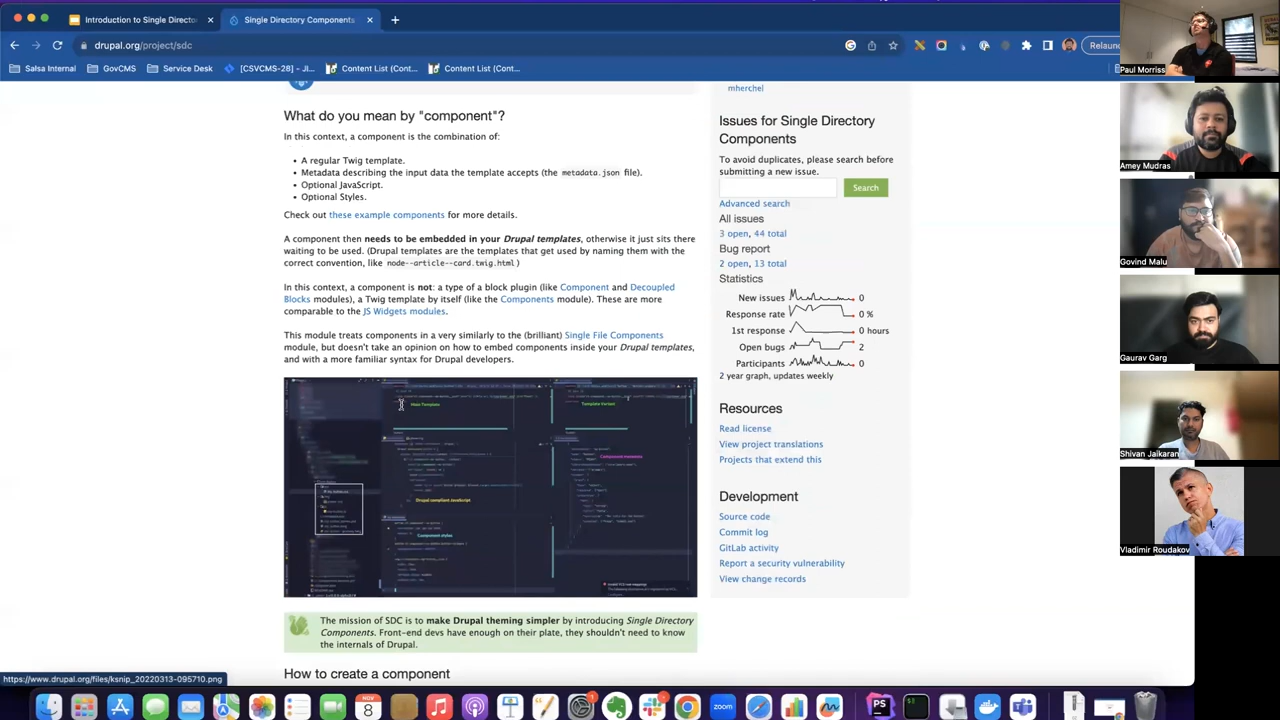 Introduction to Single Directo
Single Directory Components
drupal.org/project/sdc
Relaun
Salsa Internal
GovCMS
Service Desk
[CSVCMS-28] - JI...
Content List (Cont...
Content List (Cont...
mherchel
What do you mean by "component"?
In this context, a component is the combination of:
A regular Twig template.
Metadata describing the input data the template accepts (the metadata.json file).
Optional JavaScript.
Optional Styles.
Check out these example components for more details.
A component then needs to be embedded in your Drupal templates, otherwise it just sits there
waiting to be used. (Drupal templates are the templates that get used by naming them with the
correct convention, like node--article--card.twig.html)
In this context, a component is not: a type of a block plugin (like Component and Decoupled
Blocks modules), a Twig template by itself (like the Components module). These are more
comparable to the JS Widgets modules.
This module treats components in a very similarly to the (brilliant) Single File Components
module, but doesn't take an opinion on how to embed components inside your Drupal templates,
and with a more familiar syntax for Drupal developers.
Main Template
Template Variant
Component metadata
Drupal compliant JavaScript
Component styles
The mission of SDC is to make Drupal theming simpler by introducing Single Directory
Components. Front-end devs have enough on their plate, they shouldn't need to know
the internals of Drupal.
How to create a component
Issues for Single Directory
Components
To avoid duplicates, please search before
submitting a new issue.
Search
Advanced search
All issues
3 open, 44 total
Bug report
2 open, 13 total
Statistics
New issues 0
Response rate 0 %
1st response 0 hours
Open bugs 2
Participants 0
2 year graph, updates weekly
Resources
Read license
View project translations
Projects that extend this
Development
Source code
Commit log
GitLab activity
Report a security vulnerability
View change records
https://www.drupal.org/files/ksnip_20220313-095710.png
Paul Morriss
Amey Mudras
Govind Malu
Gaurav Garg
Shivan Jaikaran
Vladimir Roudakov
NOV
8
1
zoom
PS